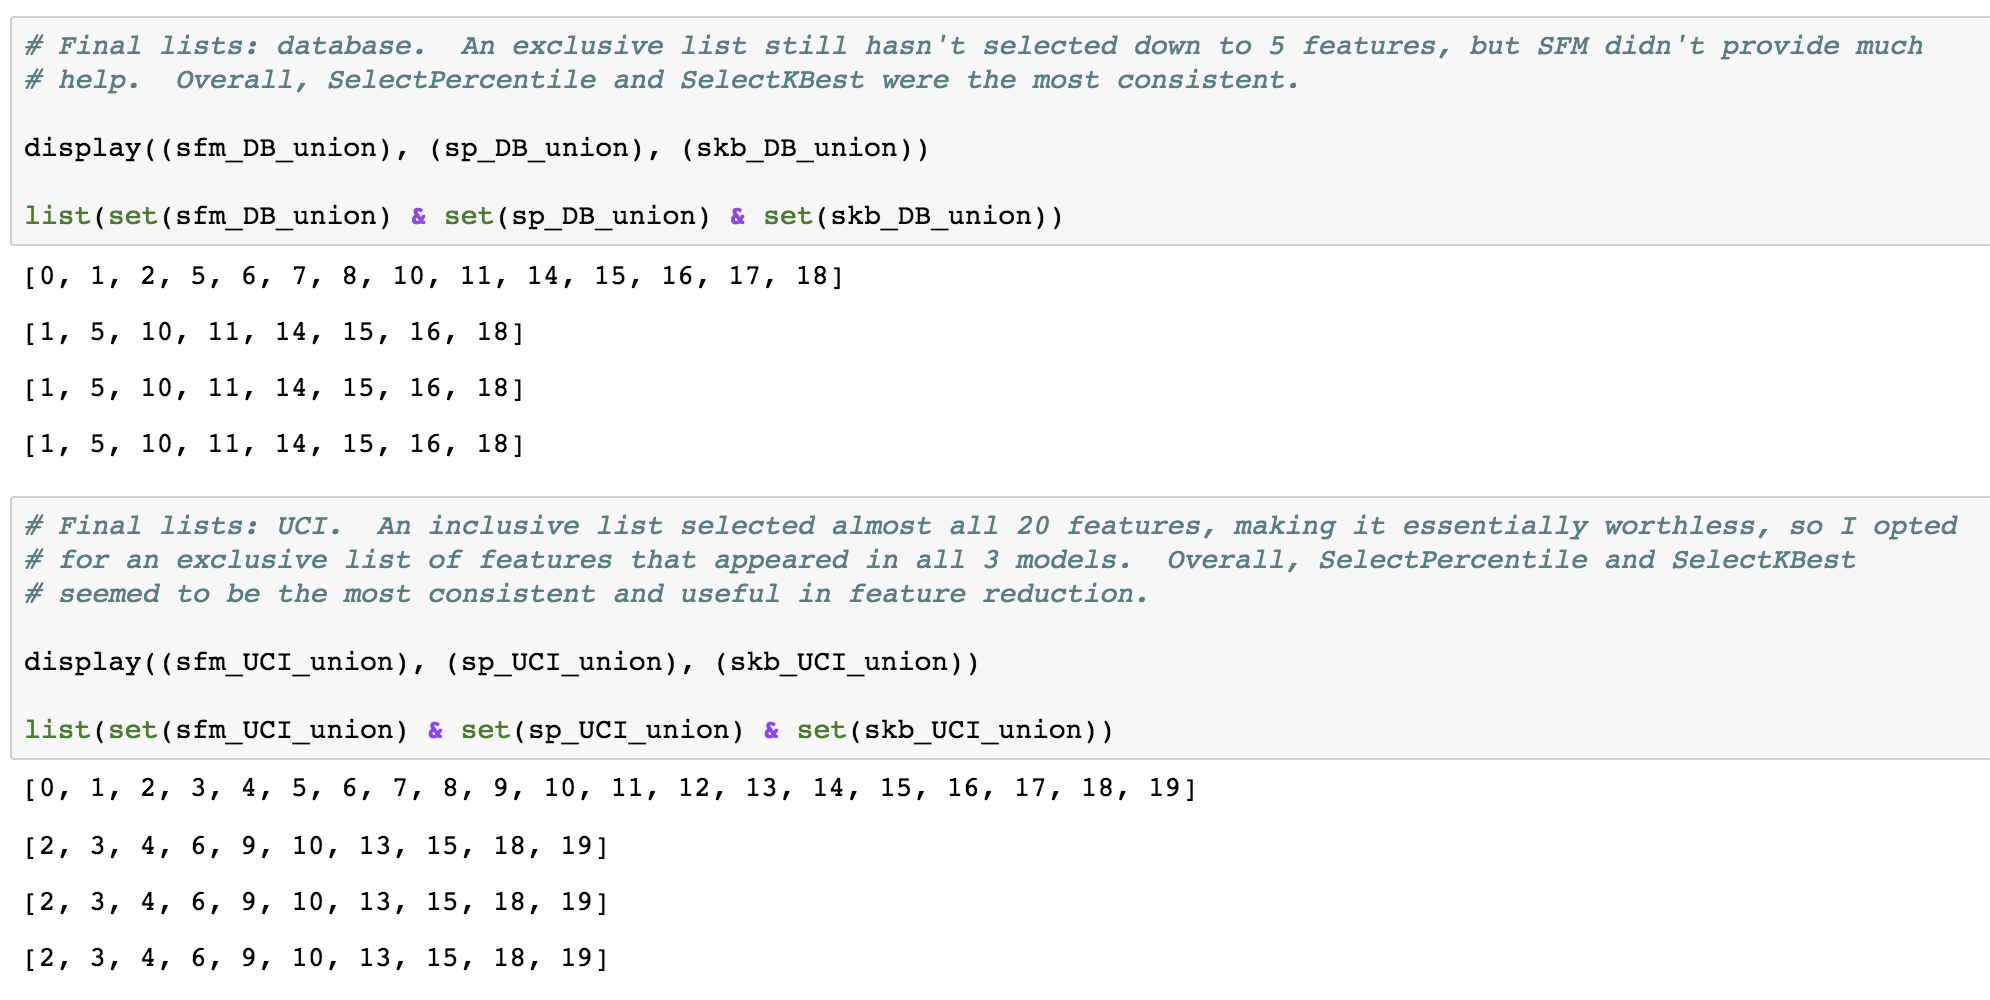 # Final lists: database.  An exclusive list still hasn't selected down to 5 features, but SFM didn't provide much
# help.  Overall, SelectPercentile and SelectKBest were the most consistent.
display((sfm_DB_union), (sp_DB_union), (skb_DB_union))
list(set(sfm_DB_union) & set(sp_DB_union) & set(skb_DB_union))
[0, 1, 2, 5, 6, 7, 8, 10, 11, 14, 15, 16, 17, 18]
[1, 5, 10, 11, 14, 15, 16, 18]
[1, 5, 10, 11, 14, 15, 16, 18]
[1, 5, 10, 11, 14, 15, 16, 18]
# Final lists: UCI.  An inclusive list selected almost all 20 features, making it essentially worthless, so I opted
# for an exclusive list of features that appeared in all 3 models.  Overall, SelectPercentile and SelectKBest
# seemed to be the most consistent and useful in feature reduction.
display((sfm_UCI_union), (sp_UCI_union), (skb_UCI_union))
list(set(sfm_UCI_union) & set(sp_UCI_union) & set(skb_UCI_union))
[0, 1, 2, 3, 4, 5, 6, 7, 8, 9, 10, 11, 12, 13, 14, 15, 16, 17, 18, 19]
[2, 3, 4, 6, 9, 10, 13, 15, 18, 19]
[2, 3, 4, 6, 9, 10, 13, 15, 18, 19]
[2, 3, 4, 6, 9, 10, 13, 15, 18, 19]